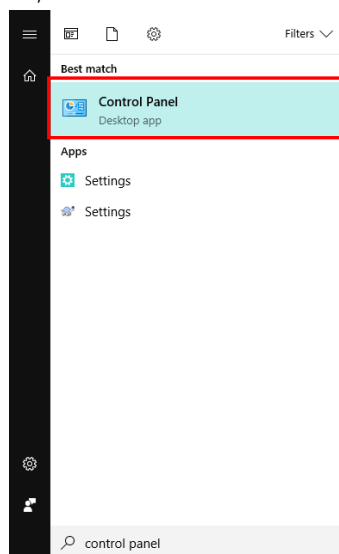 Filters
Best match
Control Panel
Desktop app
Apps
Settings
Settings
control panel